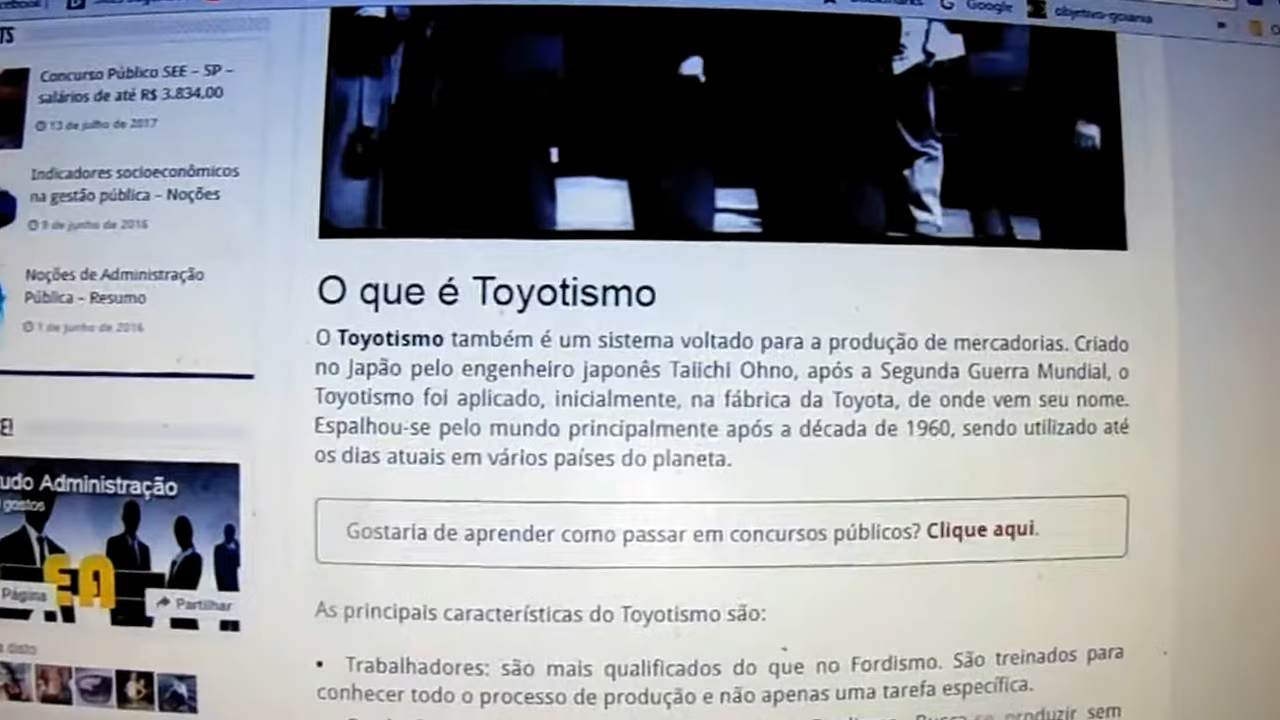 Google
objetivo-goiania
TS
Concurso Público SEE – SP –
salários de até R$ 3.834,00
13 de julho de 2017
Indicadores socioeconômicos
na gestão pública – Noções
9 de junho de 2016
Noções de Administração
Pública – Resumo
1 de junho de 2016
E!
udo Administração
gostos
EA
Página
Partilhar
disto
O que é Toyotismo
O Toyotismo também é um sistema voltado para a produção de mercadorias. Criado
no Japão pelo engenheiro japonês Taiichi Ohno, após a Segunda Guerra Mundial, o
Toyotismo foi aplicado, inicialmente, na fábrica da Toyota, de onde vem seu nome.
Espalhou-se pelo mundo principalmente após a década de 1960, sendo utilizado até
os dias atuais em vários países do planeta.
Gostaria de aprender como passar em concursos públicos? Clique aqui.
As principais características do Toyotismo são:
• Trabalhadores: são mais qualificados do que no Fordismo. São treinados para
conhecer todo o processo de produção e não apenas uma tarefa específica.
produzir sem